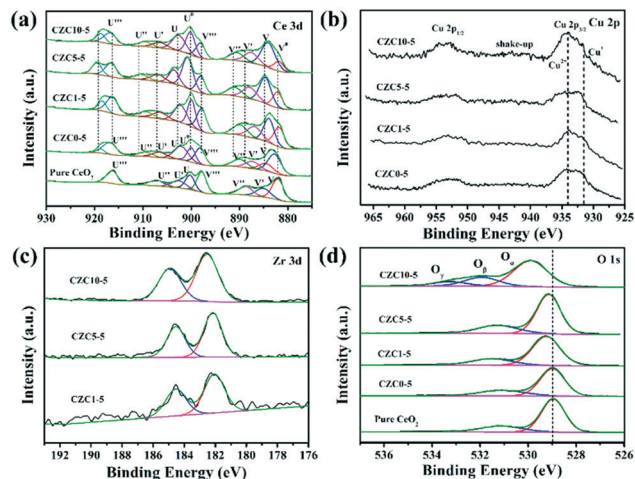 (a)
Ce 3d
U'''
U''
U'
U
U⁰
V'''
V''
V'
V
V⁰
CZC10-5
CZC5-5
CZC1-5
CZC0-5
U'''
U''
U'
U
U⁰
V'''
V''
V'
V
Pure CeO₂
U'''
U''
U'
U
U⁰
V'''
V''
V'
V
Intensity (a.u.)
930 920 910 900 890 880
Binding Energy (eV)
(b)
Cu 2p₁/₂
Cu 2p₃/₂
Cu 2p
shake-up
Cu²⁺
Cu⁺
CZC10-5
CZC5-5
CZC1-5
CZC0-5
Intensity (a.u.)
965 960 955 950 945 940 935 930 925
Binding Energy (eV)
(c)
Zr 3d
CZC10-5
CZC5-5
CZC1-5
Intensity (a.u.)
192 190 188 186 184 182 180 178 176
Binding Energy (eV)
(d)
O 1s
Oγ
Oβ
Oα
CZC10-5
CZC5-5
CZC1-5
CZC0-5
Pure CeO₂
Intensity (a.u.)
536 534 532 530 528 526
Binding Energy (eV)